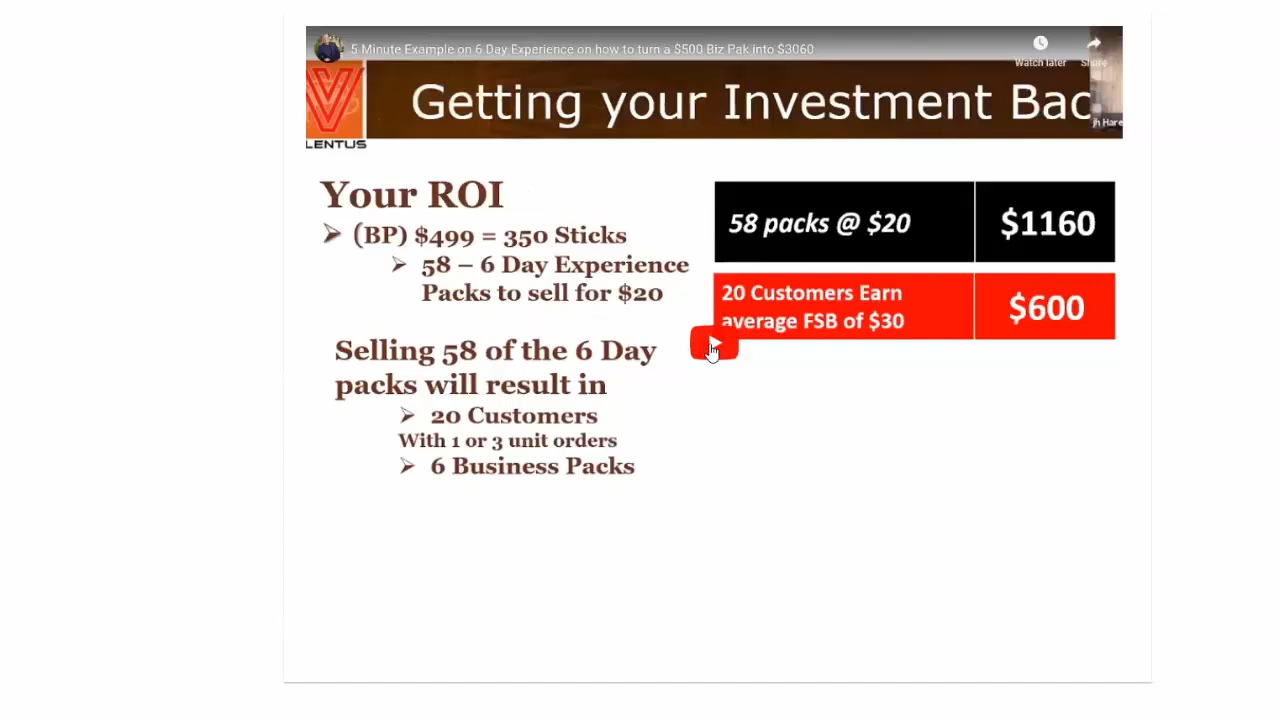 5 Minute Example on 6 Day Experience on how to turn a $500 Biz Pak into $3060
Watch later
Share
Getting your Investment Bac
jh Hare
LENTUS
Your ROI
(BP) $499 = 350 Sticks
58 – 6 Day Experience
Packs to sell for $20
58 packs @ $20
$1160
20 Customers Earn
average FSB of $30
$600
Selling 58 of the 6 Day
packs will result in
20 Customers
With 1 or 3 unit orders
6 Business Packs